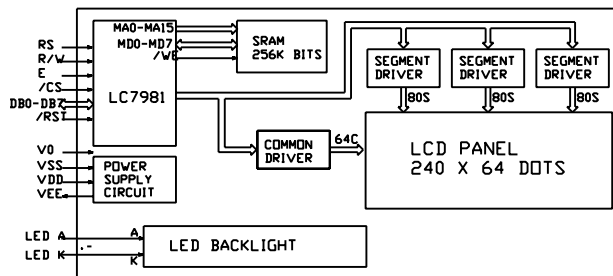 RS
R/W
E
/CS
DB0-DB7
/RST
V0
VSS
VDD
VEE
LED A
LED K
LC7981
MA0-MA15
MD0-MD7
/WE
SRAM
256K BITS
SEGMENT
DRIVER
SEGMENT
DRIVER
SEGMENT
DRIVER
80S
80S
80S
COMMON
DRIVER
64C
LCD PANEL
240 X 64 DOTS
POWER
SUPPLY
CIRCUIT
A
K
LED BACKLIGHT